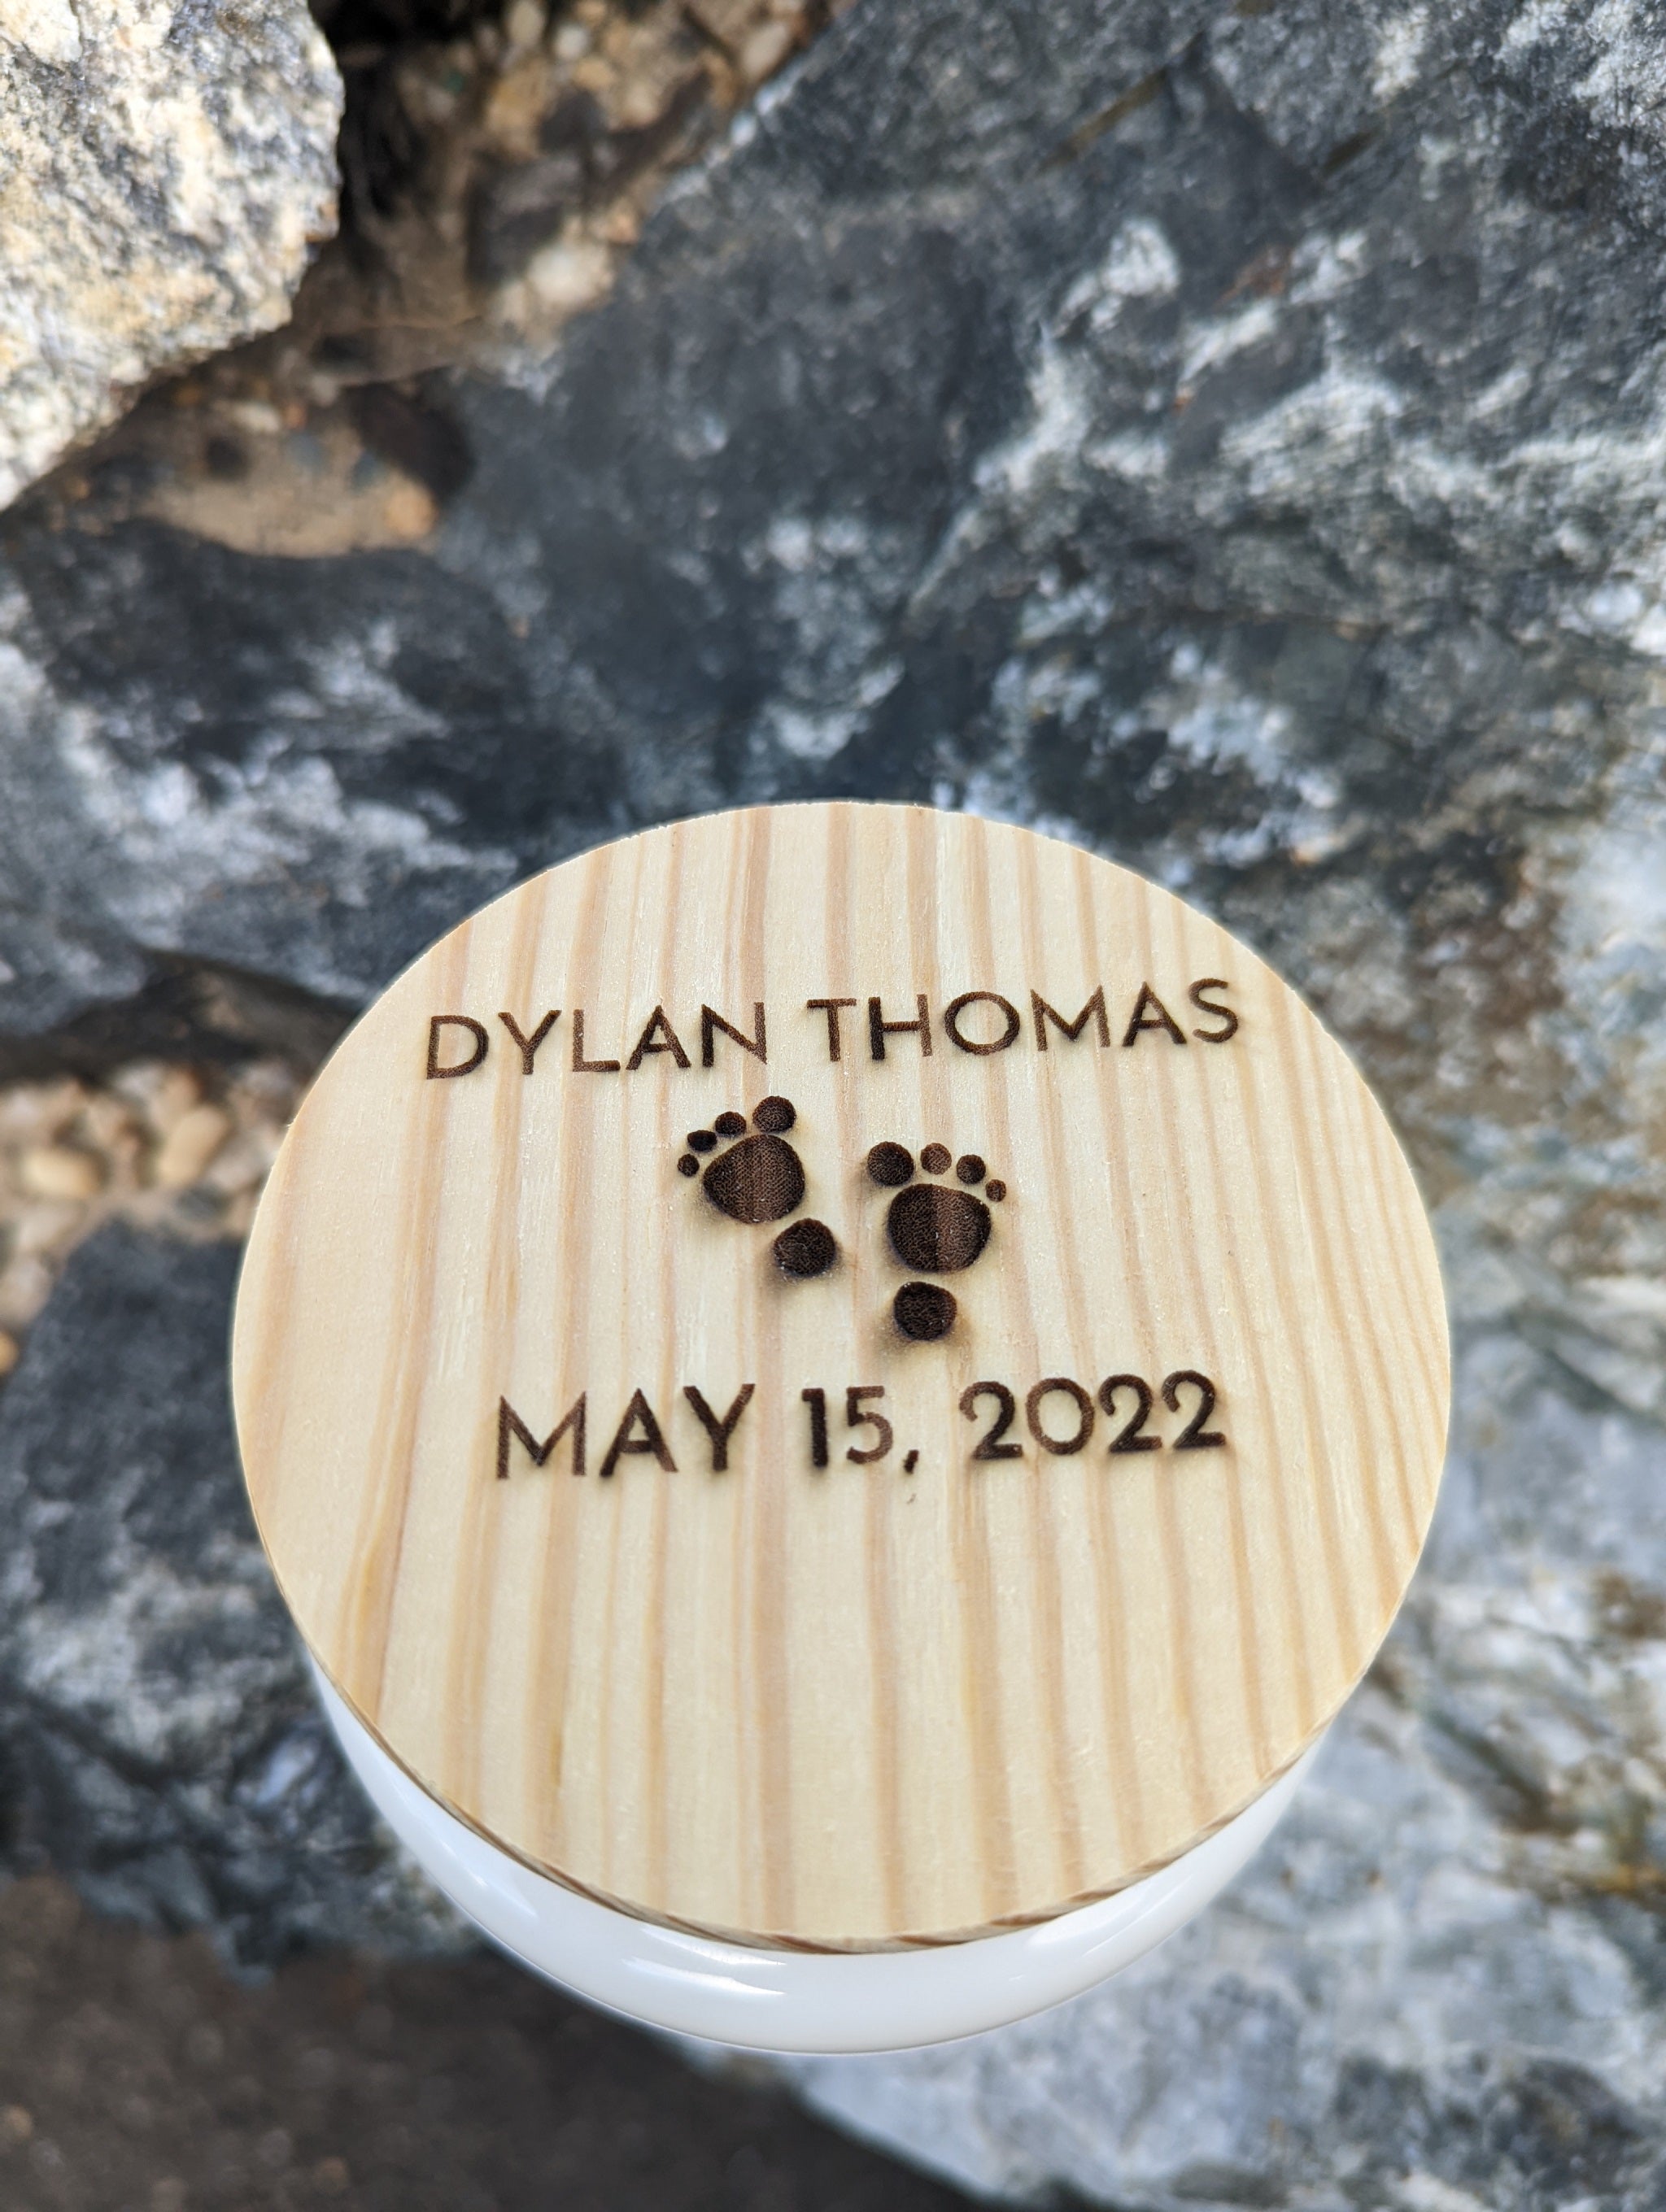 DYLAN THOMAS
MAY 15, 2022